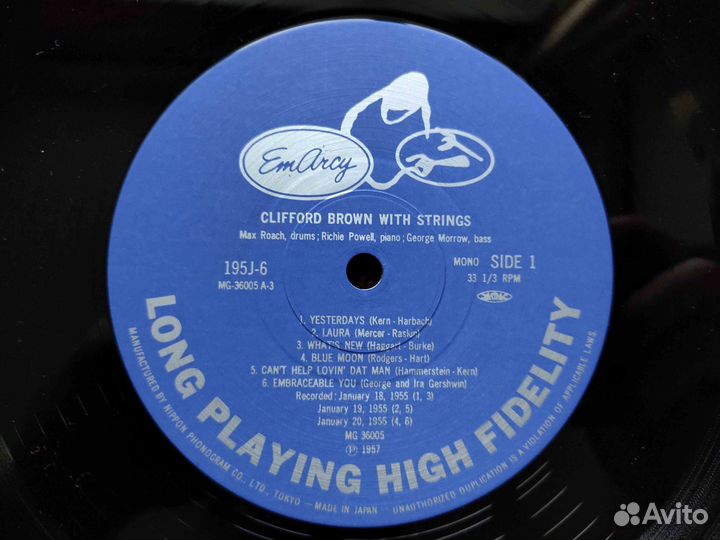 EmArcy
CLIFFORD BROWN WITH STRINGS
Max Roach, drums; Richie Powell, piano; George Morrow, bass
195J-6
MG-36005 A-3
MONO SIDE 1
33 1/3 RPM
1. YESTERDAYS (Kern - Harbach)
2. LAURA (Mercer - Raskin)
3. WHAT'S NEW (Haggart - Burke)
4. BLUE MOON (Rodgers - Hart)
5. CAN'T HELP LOVIN' DAT MAN (Hammerstein - Kern)
6. EMBRACEABLE YOU (George and Ira Gershwin)
Recorded: January 18, 1955 (1, 3)
January 19, 1955 (2, 5)
January 20, 1955 (4, 6)
MG 36005
Ⓟ 1957
LONG PLAYING HIGH FIDELITY
MANUFACTURED BY NIPPON PHONOGRAM CO., LTD. TOKYO — MADE IN JAPAN — UNAUTHORIZED DUPLICATION IS A VIOLATION OF APPLICABLE LAWS.
Avito